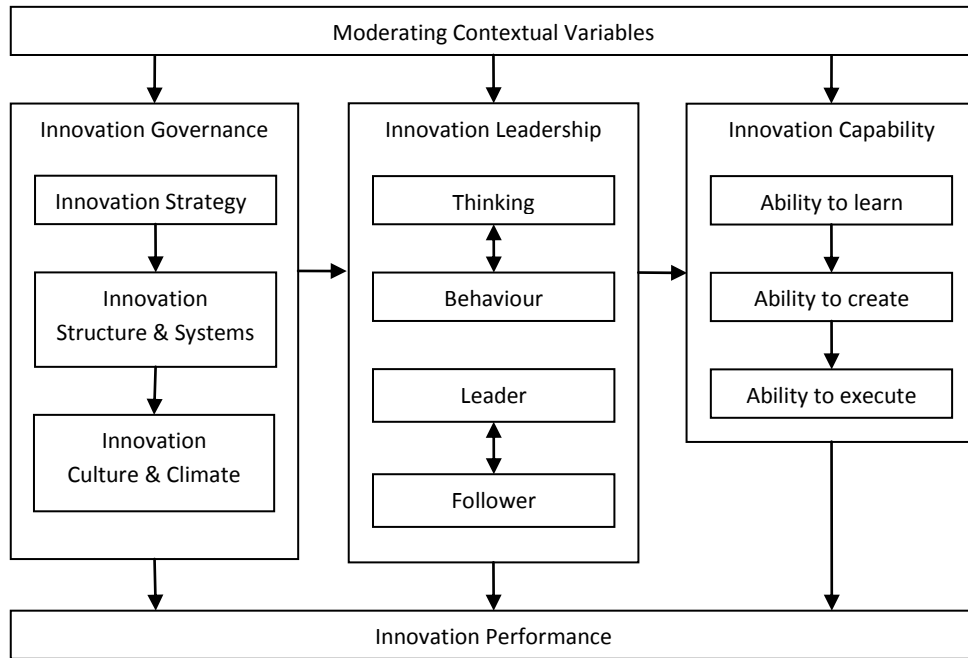 Moderating Contextual Variables
Innovation Governance
Innovation Strategy
Innovation
Structure & Systems
Innovation
Culture & Climate
Innovation Leadership
Thinking
Behaviour
Leader
Follower
Innovation Capability
Ability to learn
Ability to create
Ability to execute
Innovation Performance